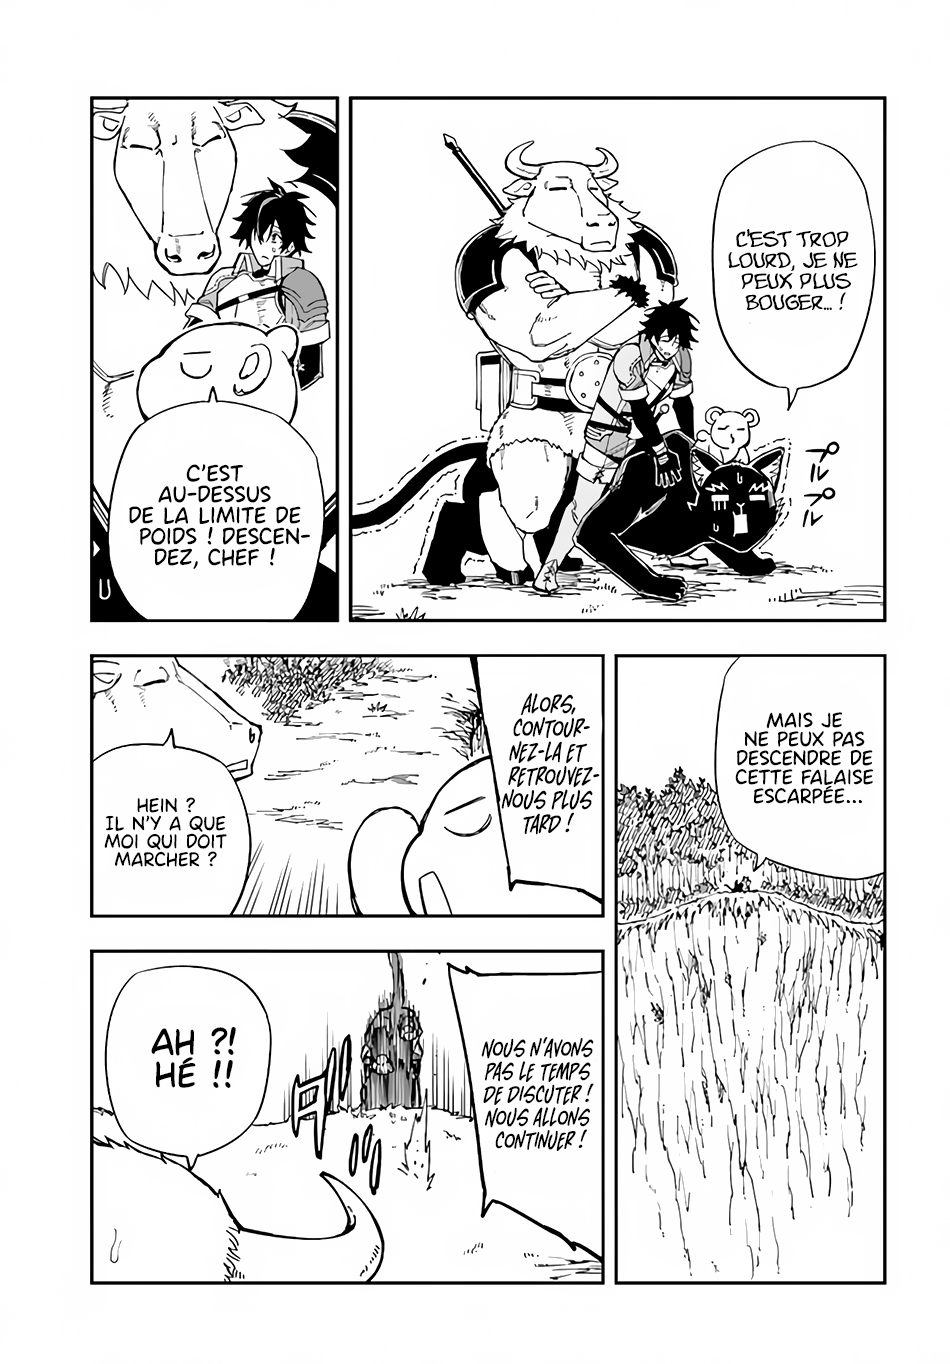 C'EST TROP
LOURD, JE NE
PEUX PLUS
BOUGER... !
プルプル
C'EST
AU-DESSUS
DE LA LIMITE DE
POIDS ! DESCEN-
DEZ, CHEF !
MAIS JE
NE PEUX PAS
DESCENDRE DE
CETTE FALAISE
ESCARPÉE...
ALORS,
CONTOUR-
NEZ-LA ET
RETROUVEZ-
NOUS PLUS
TARD !
HEIN ?
IL N'Y A QUE
MOI QUI DOIT
MARCHER ?
NOUS N'AVONS
PAS LE TEMPS
DE DISCUTER !
NOUS ALLONS
CONTINUER !
AH ?!
HÉ !!